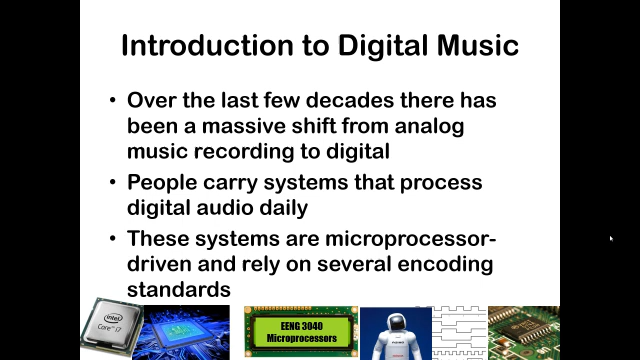 Introduction to Digital Music
• Over the last few decades there has
been a massive shift from analog
music recording to digital
• People carry systems that process
digital audio daily
• These systems are microprocessor-
driven and rely on several encoding
standards
intel
Core™ i7
EENG 3040
Microprocessors